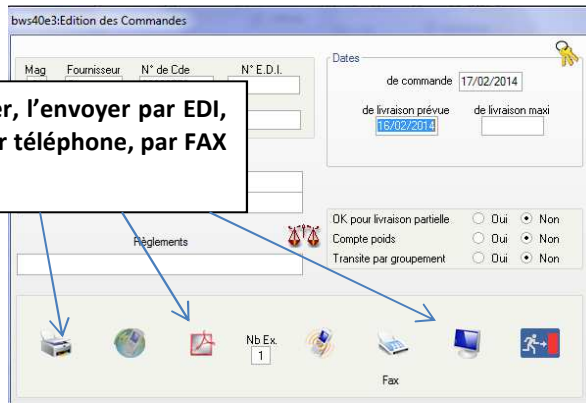 bws40e3:Edition des Commandes
Dates
Mag Fournisseur N° de Cde N° E.D.I.
de commande 17/02/2014
er, l'envoyer par EDI,
r téléphone, par FAX
de livraison prévue de livraison maxi
16/02/2014
OK pour livraison partielle Oui Non
Règlements
Compte poids Oui Non
Transite par groupement Oui Non
Nb Ex.
1
Fax